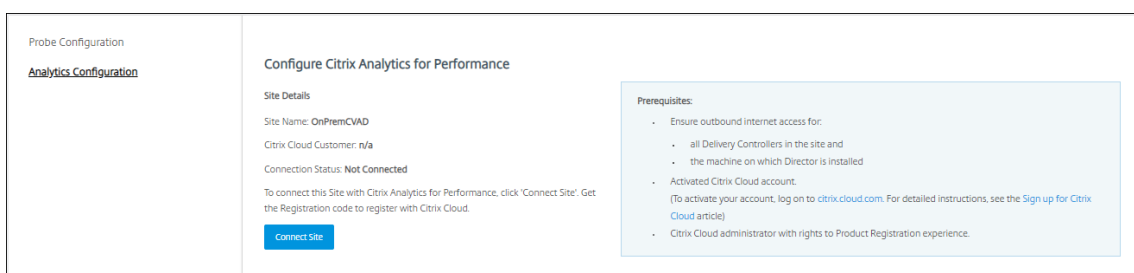 Probe Configuration
Analytics Configuration
Configure Citrix Analytics for Performance
Site Details
Site Name: OnPremCVAD
Citrix Cloud Customer: n/a
Connection Status: Not Connected
To connect this Site with Citrix Analytics for Performance, click 'Connect Site'. Get
the Registration code to register with Citrix Cloud.
Connect Site
Prerequisites:
• Ensure outbound internet access for:
• all Delivery Controllers in the site and
• the machine on which Director is installed
• Activated Citrix Cloud account.
(To activate your account, log on to citrix.cloud.com. For detailed instructions, see the Sign up for Citrix
Cloud article)
• Citrix Cloud administrator with rights to Product Registration experience.